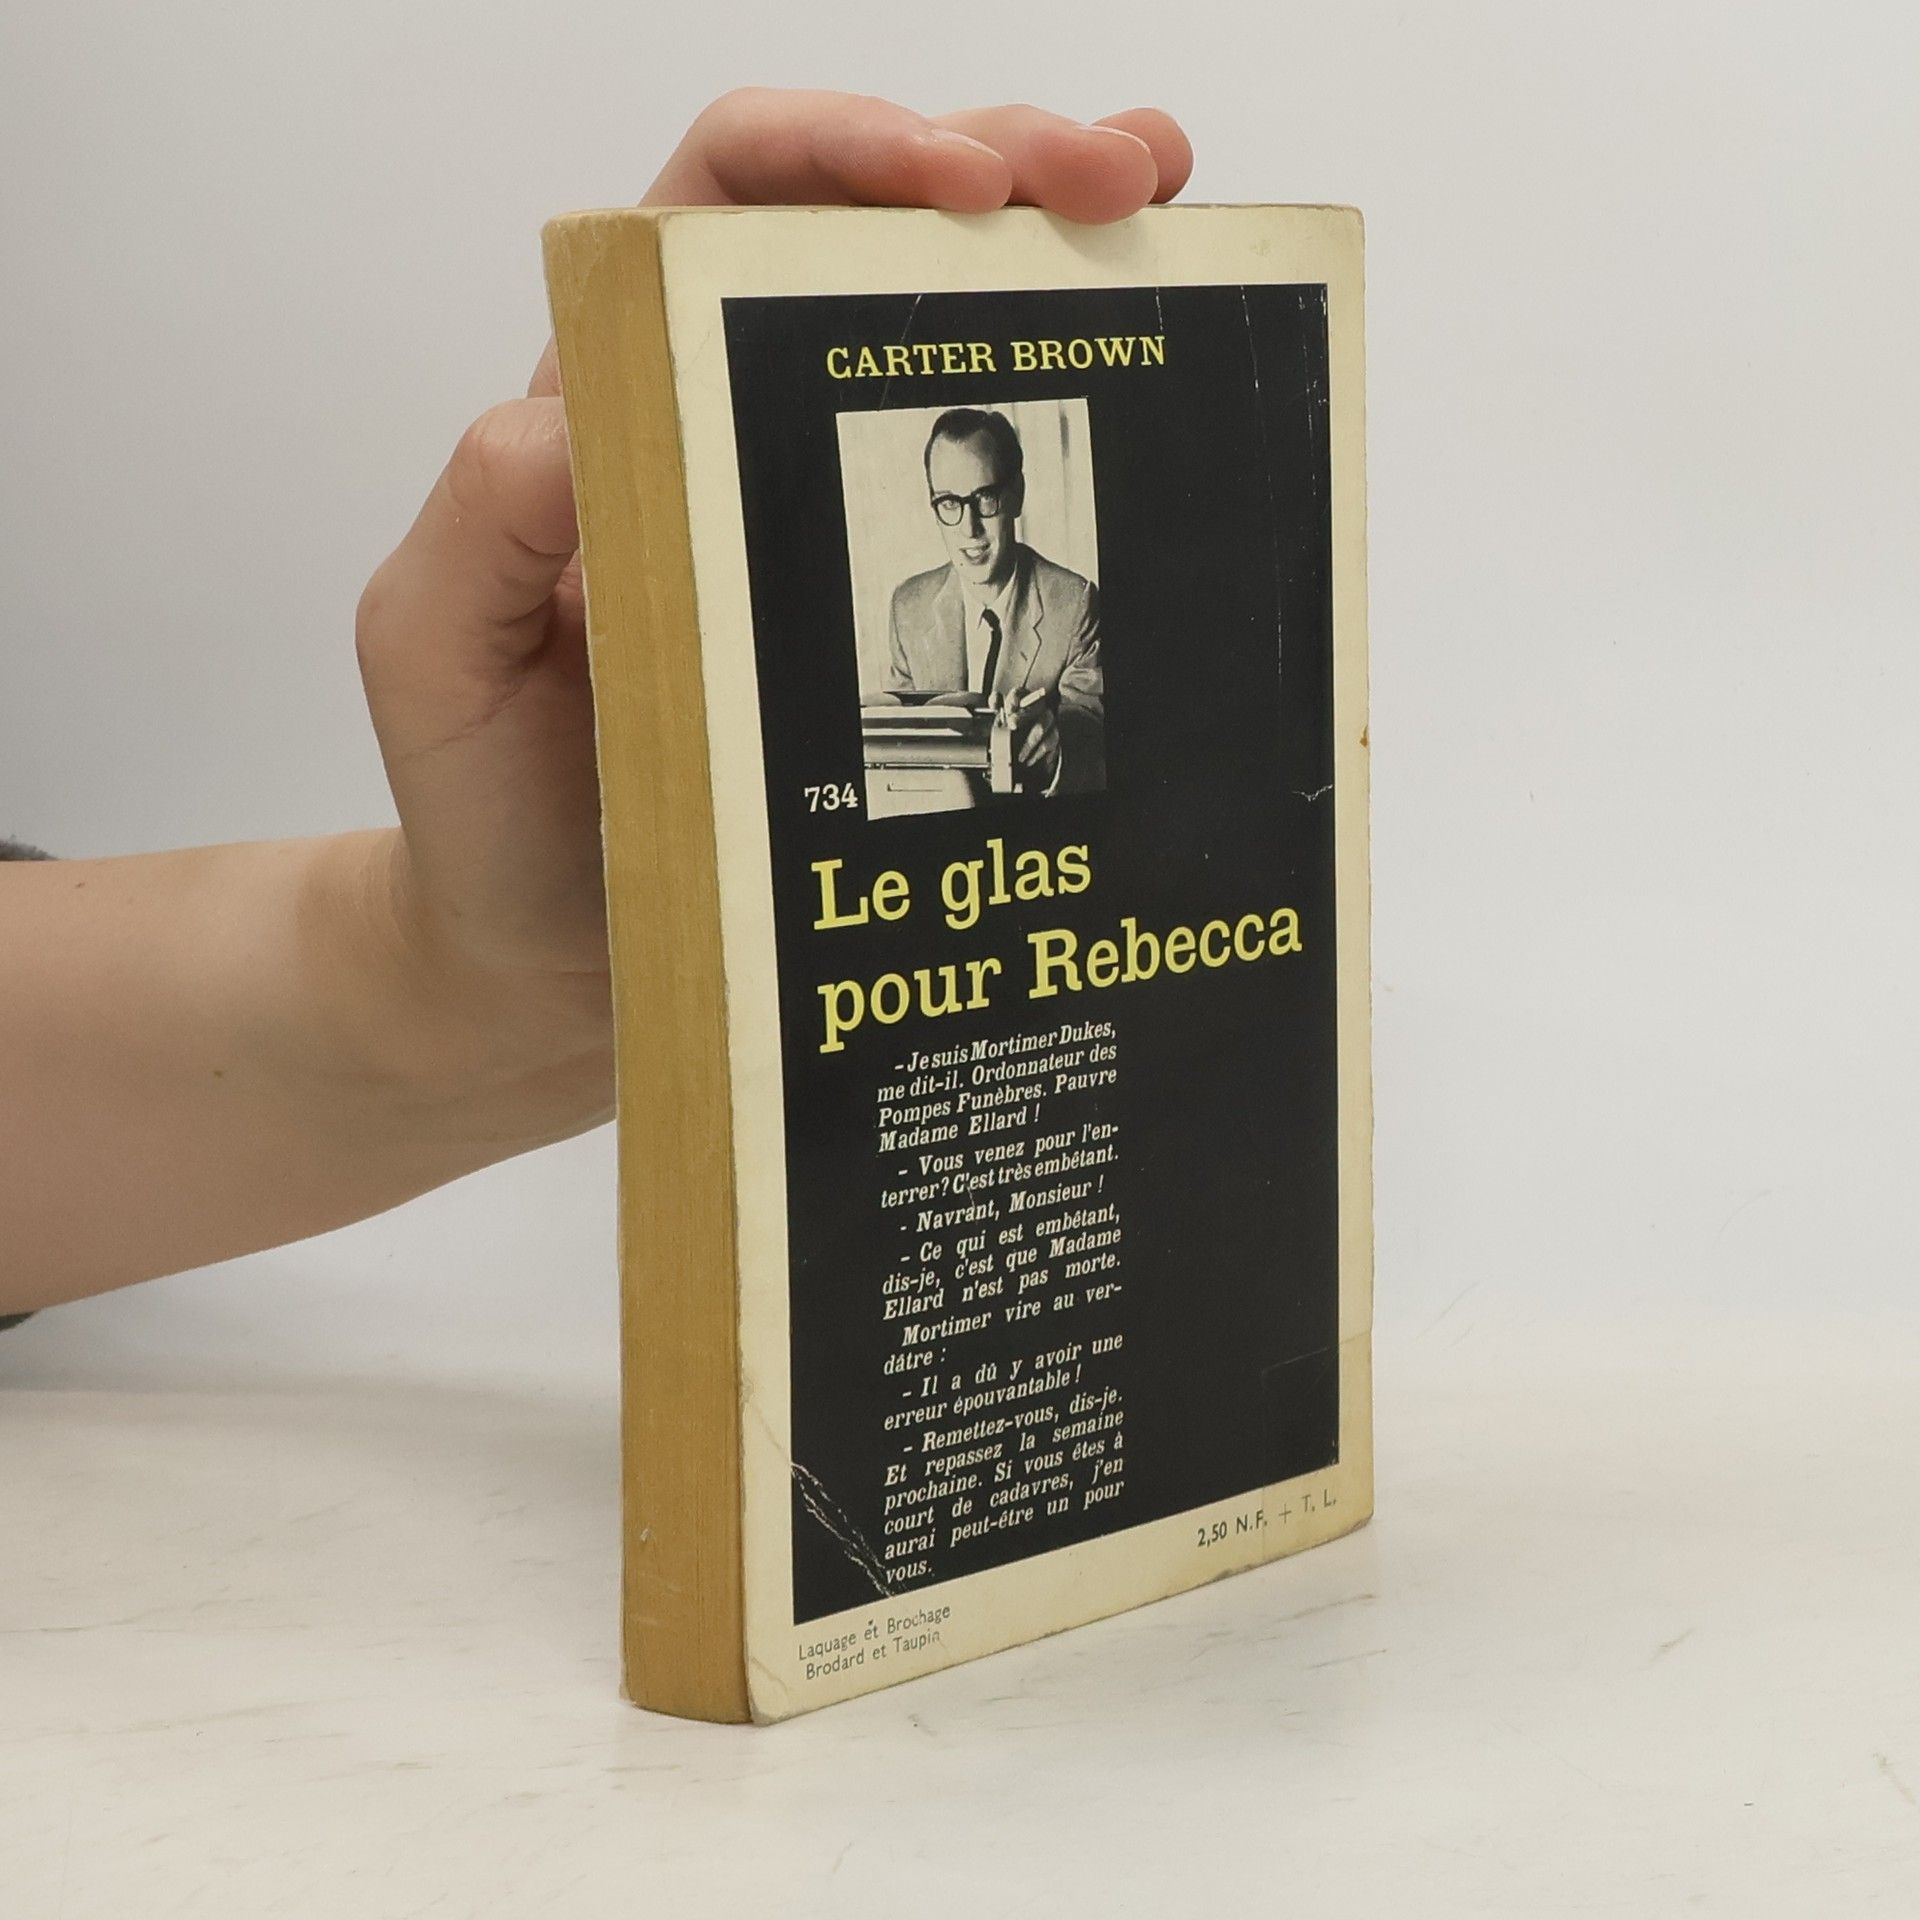 CARTER BROWN
734
Le glas
pour Rebecca
- Je suis Mortimer Dukes,
me dit-il. Ordonnateur des
Pompes Funèbres. Pauvre
Madame Ellard !
- Vous venez pour l'en-
terrer? C'est très embêtant.
- Navrant, Monsieur !
- Ce qui est embêtant,
dis-je, c'est que Madame
Ellard n'est pas morte.
Mortimer vire au ver-
dâtre :
- Il a dû y avoir une
erreur épouvantable !
- Remettez-vous, dis-je.
Et repassez la semaine
prochaine. Si vous êtes à
court de cadavres, j'en
aurai peut-être un pour
vous.
2,50 N.F. + T. L.
Laquage et Brochage
Brodard et Taupin